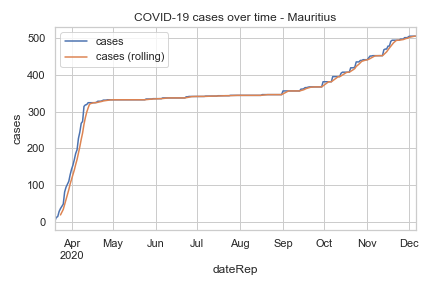 COVID-19 cases over time - Mauritius
cases
cases (rolling)
500
400
300
200
100
0
cases
Apr
2020
May
Jun
Jul
Aug
Sep
Oct
Nov
Dec
dateRep